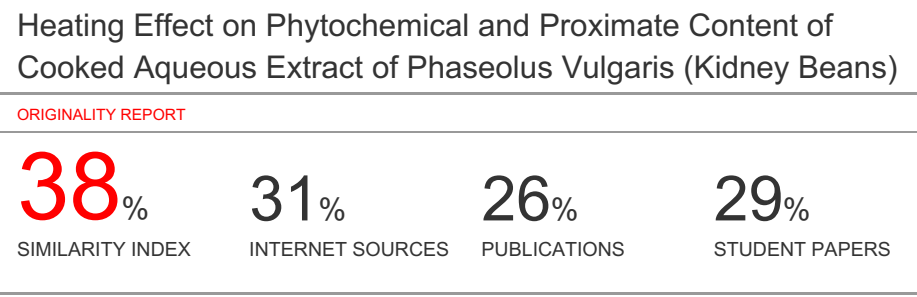 Heating Effect on Phytochemical and Proximate Content of
Cooked Aqueous Extract of Phaseolus Vulgaris (Kidney Beans)
ORIGINALITY REPORT
38% 31% 26% 29%
SIMILARITY INDEX INTERNET SOURCES PUBLICATIONS STUDENT PAPERS